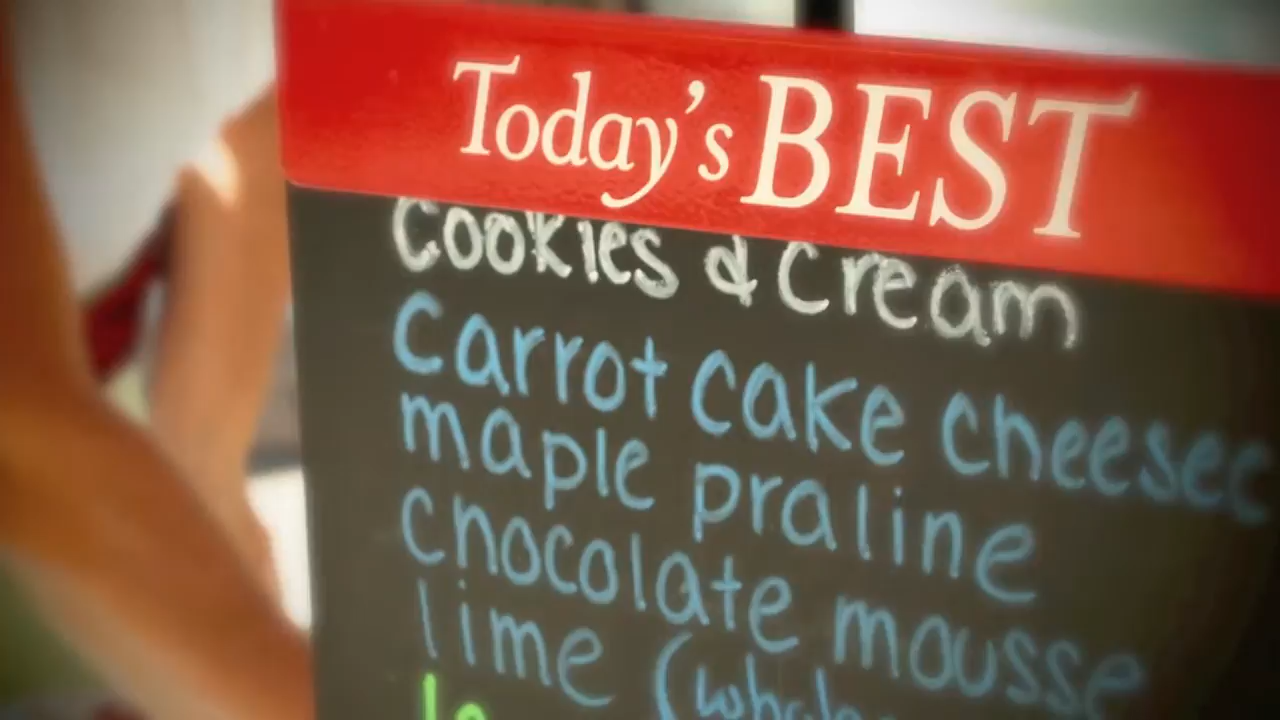 Today's BEST
Cookies & Cream
Carrot cake cheesec
maple praline
chocolate mousse
lime